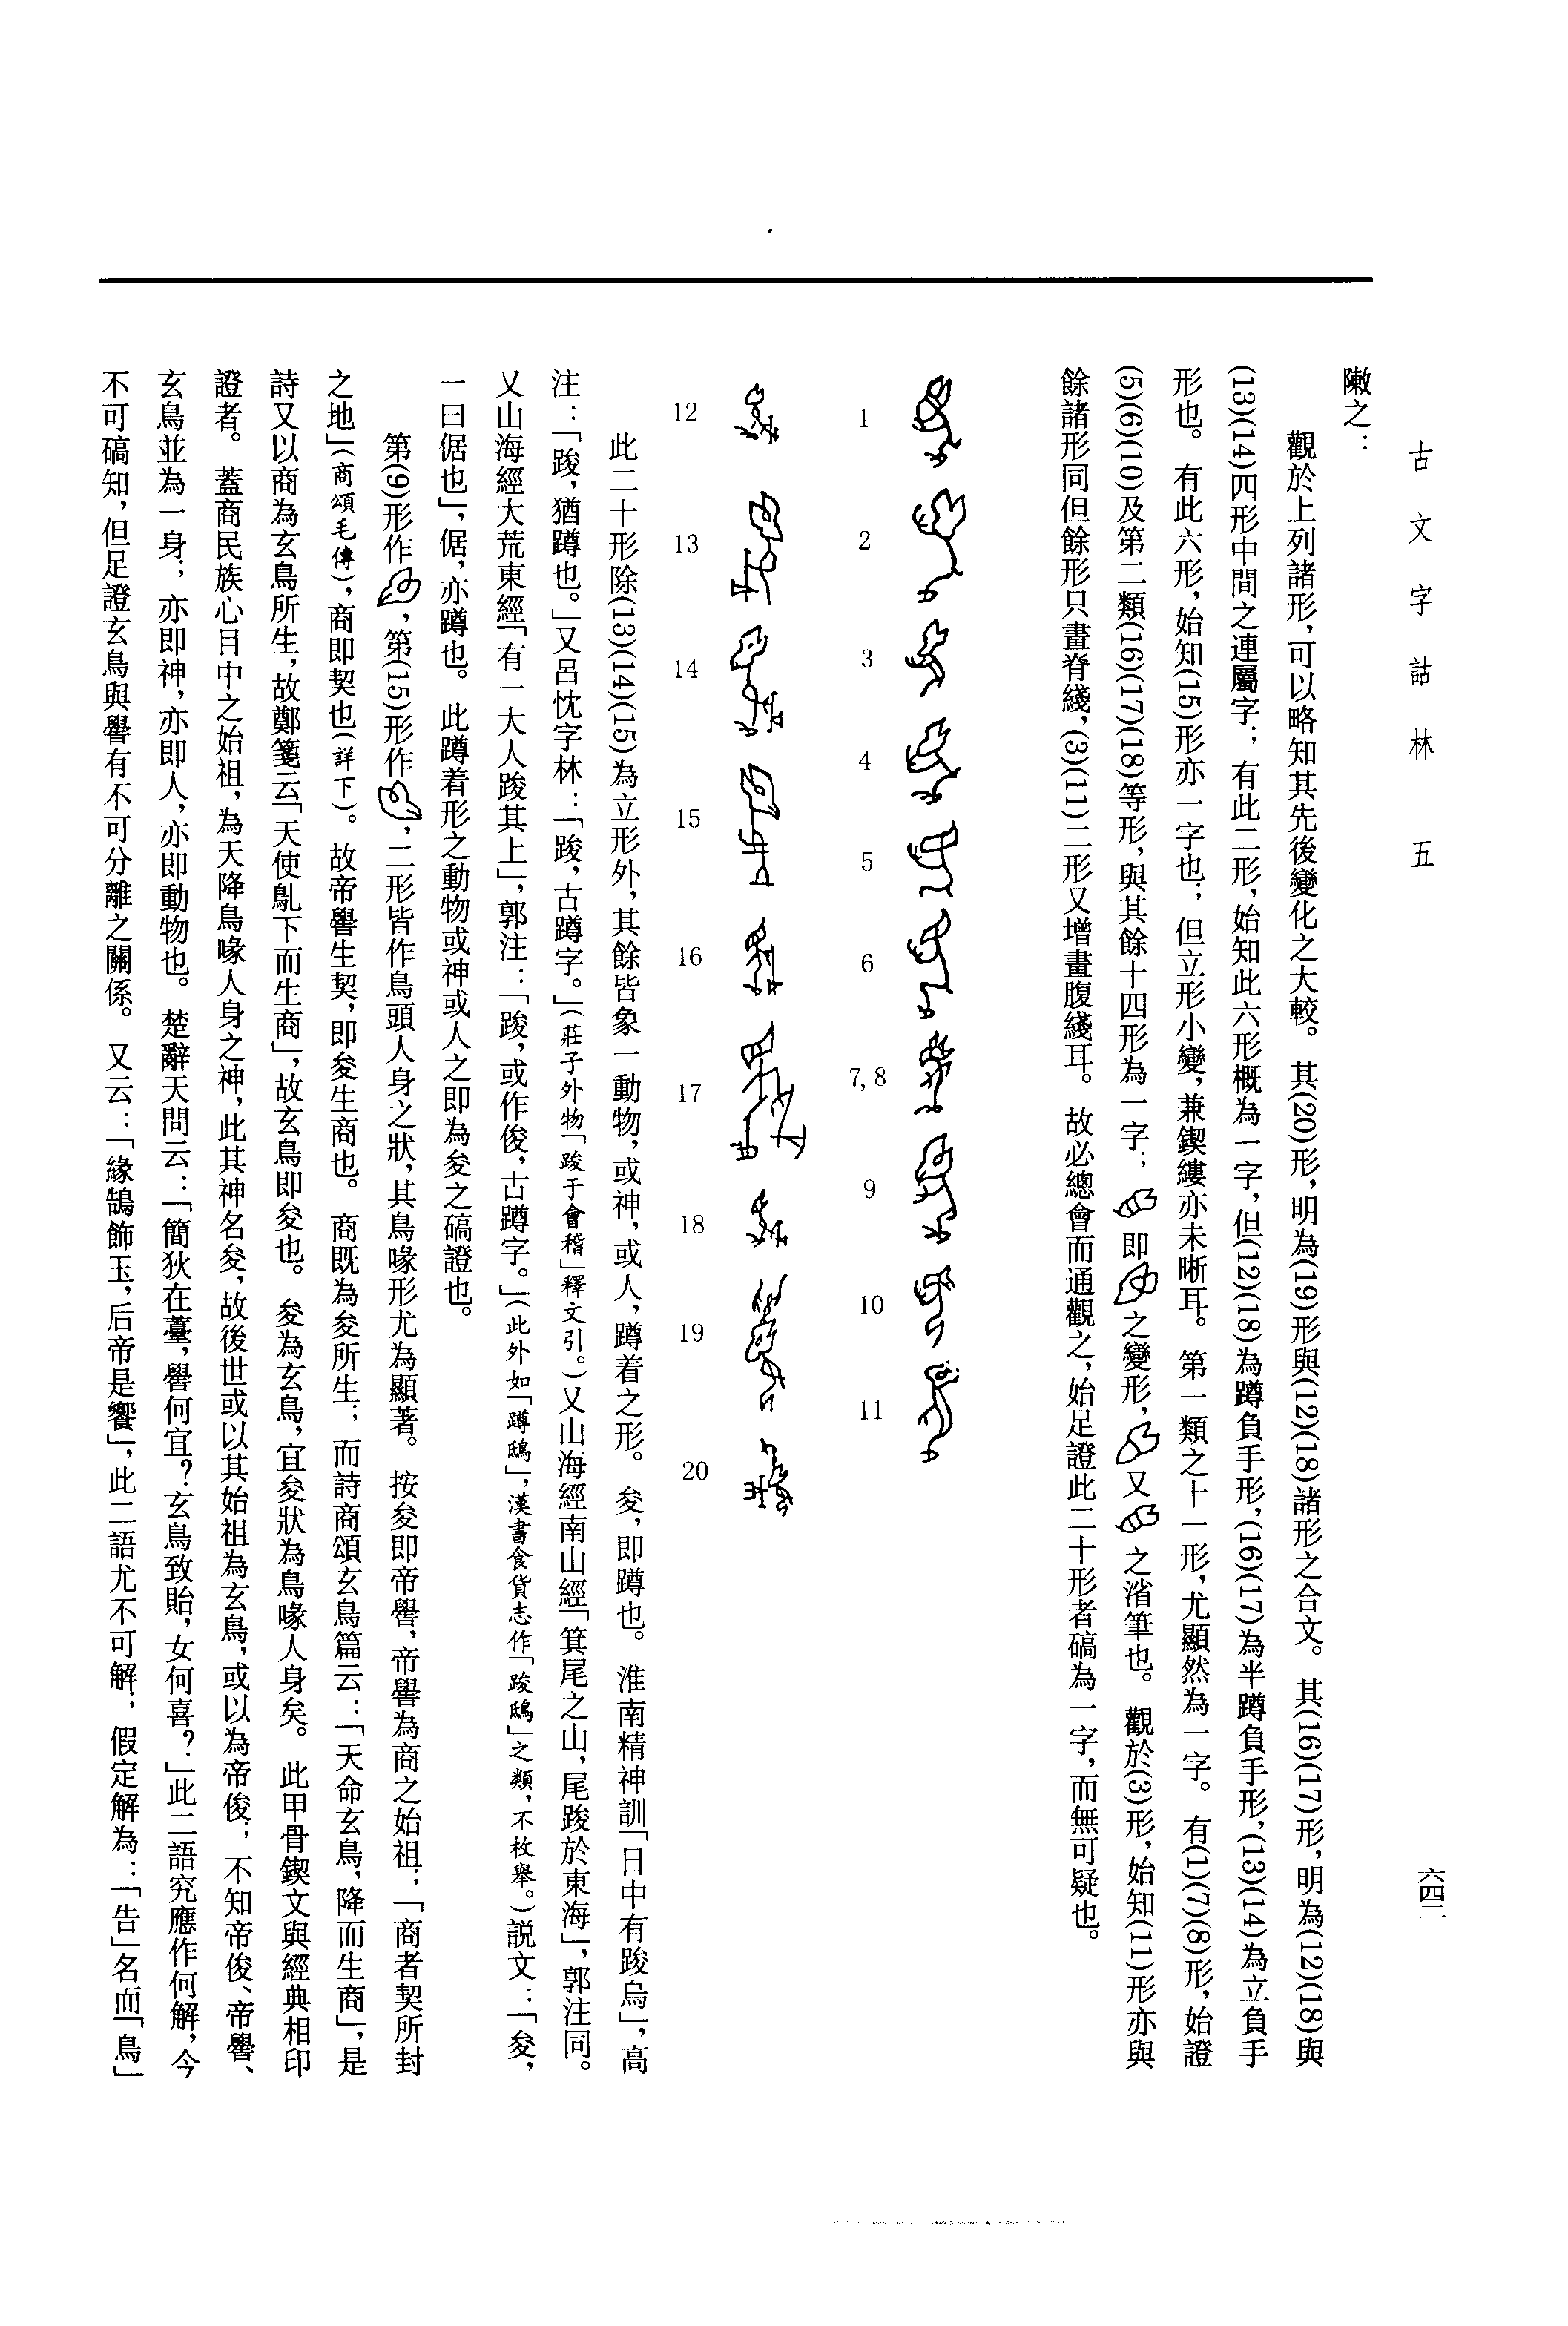 古文字詁林　五
六四二
陳之：
觀於上列諸形，可以略知其先後變化之大較。其(20)形，明為(19)形與(12)(18)諸形之合文。其(16)(17)形，明為(12)(18)與
(13)(14)四形中間之連屬字；有此二形，始知此六形概為一字，但(12)(18)為蹲負手形，(16)(17)為半蹲負手形，(13)(14)為立負手
形也。有此六形，始知(15)形亦一字也；但立形小變，兼鍥縷亦未晰耳。第一類之十一形，尤顯然為一字。有(1)(7)(8)形，始證
(5)(6)(10)及第二類(16)(17)(18)等形，與其餘十四形為一字；即之變形，又之渻筆也。觀於(3)形，始知(11)形亦與
餘諸形同但餘形只畫脊綫，(3)(11)二形又增畫腹綫耳。故必總會而通觀之，始足證此二十形者碻為一字，而無可疑也。
1 2 3 4 5 6 7, 8 9 10 11
12 13 14 15 16 17 18 19 20
此二十形除(13)(14)(15)為立形外，其餘皆象一動物，或神，或人，蹲着之形。夋，即蹲也。淮南精神訓「日中有踆烏」，高
注：「踆，猶蹲也。」又呂忱字林：「踆，古蹲字。」（莊子外物「踆于會稽」釋文引。）又山海經南山經「箕尾之山，尾踆於東海」，郭注同。
又山海經大荒東經「有一大人踆其上」，郭注：「踆，或作俊，古蹲字。」（此外如「蹲鴟」，漢書食貨志作「踆鴟」之類，不枚舉。）説文：「夋，
一曰倨也」，倨，亦蹲也。此蹲着形之動物或神或人之即為夋之碻證也。
第(9)形作，第(15)形作，二形皆作鳥頭人身之狀，其鳥喙形尤為顯著。按夋即帝嚳，帝嚳為商之始祖；「商者契所封
之地」（商頌毛傳），商即契也（詳下）。故帝嚳生契，即夋生商也。商既為夋所生；而詩商頌玄鳥篇云：「天命玄鳥，降而生商」，是
詩又以商為玄鳥所生，故鄭箋云「天使鳦下而生商」，故玄鳥即夋也。夋為玄鳥，宜夋狀為鳥喙人身矣。此甲骨鍥文與經典相印
證者。蓋商民族心目中之始祖，為天降鳥喙人身之神，此其神名夋，故後世或以其始祖為玄鳥，或以為帝俊；不知帝俊、帝嚳、
玄鳥並為一身；亦即神，亦即人，亦即動物也。楚辭天問云：「簡狄在臺，嚳何宜？玄鳥致貽，女何喜？」此二語究應作何解，今
不可碻知，但足證玄鳥與嚳有不可分離之關係。又云：「緣鵠飾玉，后帝是饗」，此二語尤不可解，假定解為：「告」名而「鳥」